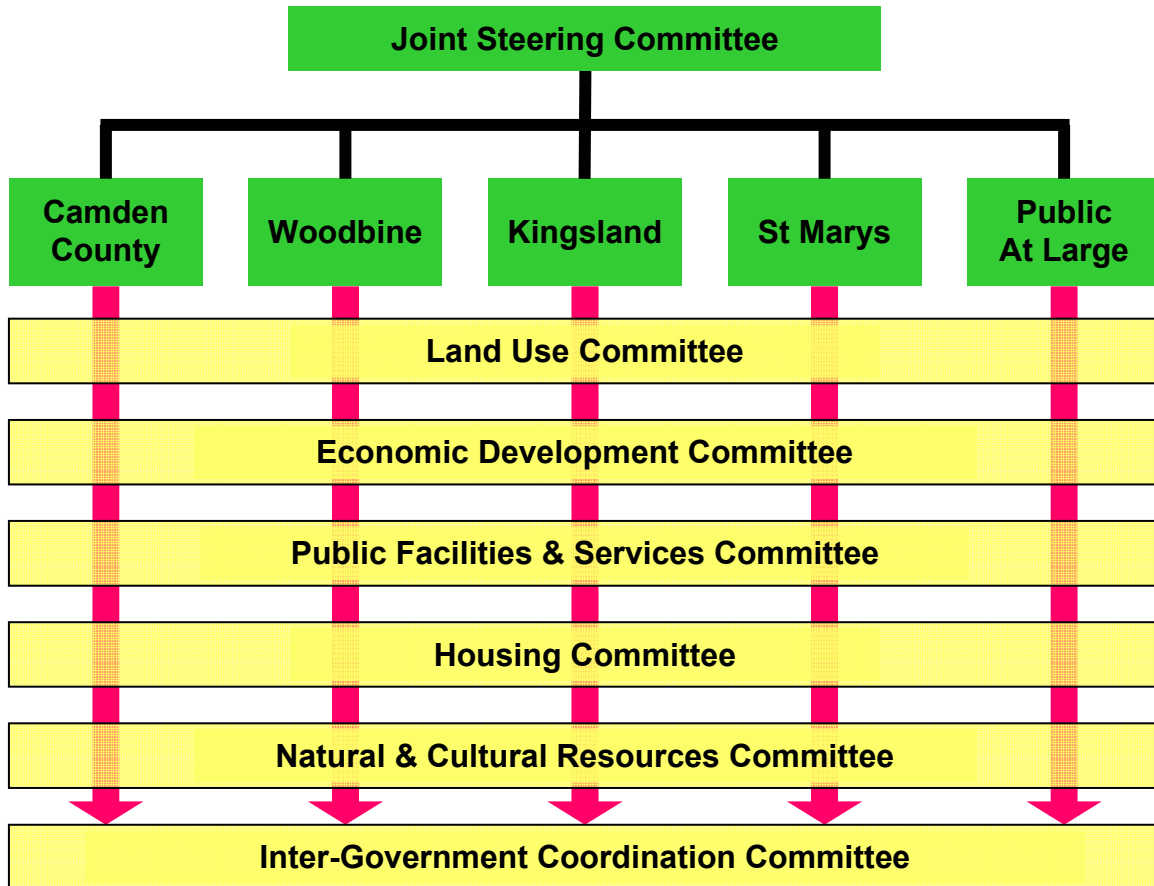 Joint Steering Committee
Camden
County
Woodbine
Kingsland
St Marys
Public
At Large
Land Use Committee
Economic Development Committee
Public Facilities & Services Committee
Housing Committee
Natural & Cultural Resources Committee
Inter-Government Coordination Committee